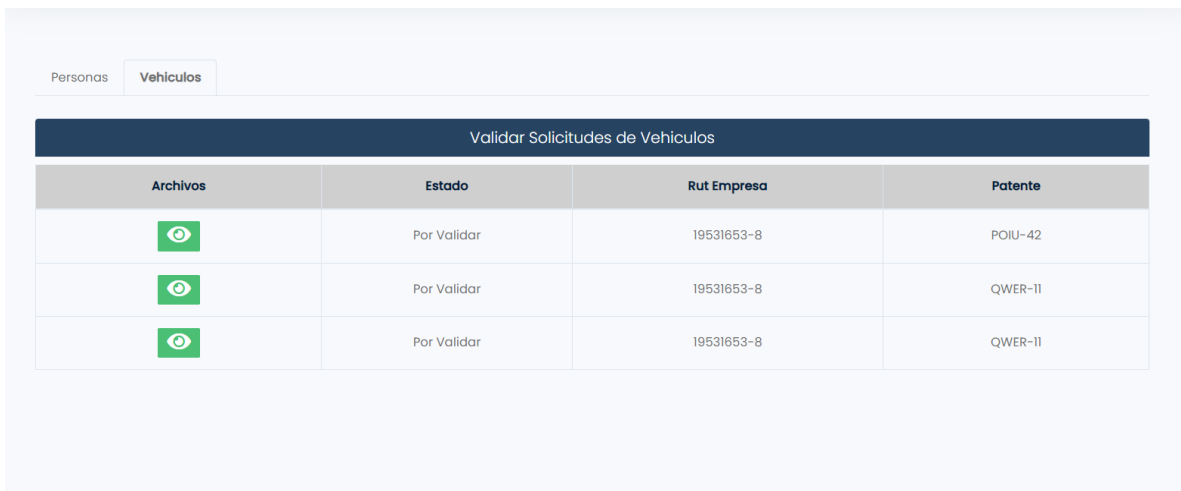 Personas Vehiculos
Validar Solicitudes de Vehiculos
Archivos Estado Rut Empresa Patente
Por Validar 19531653-8 POIU-42
Por Validar 19531653-8 QWER-11
Por Validar 19531653-8 QWER-11